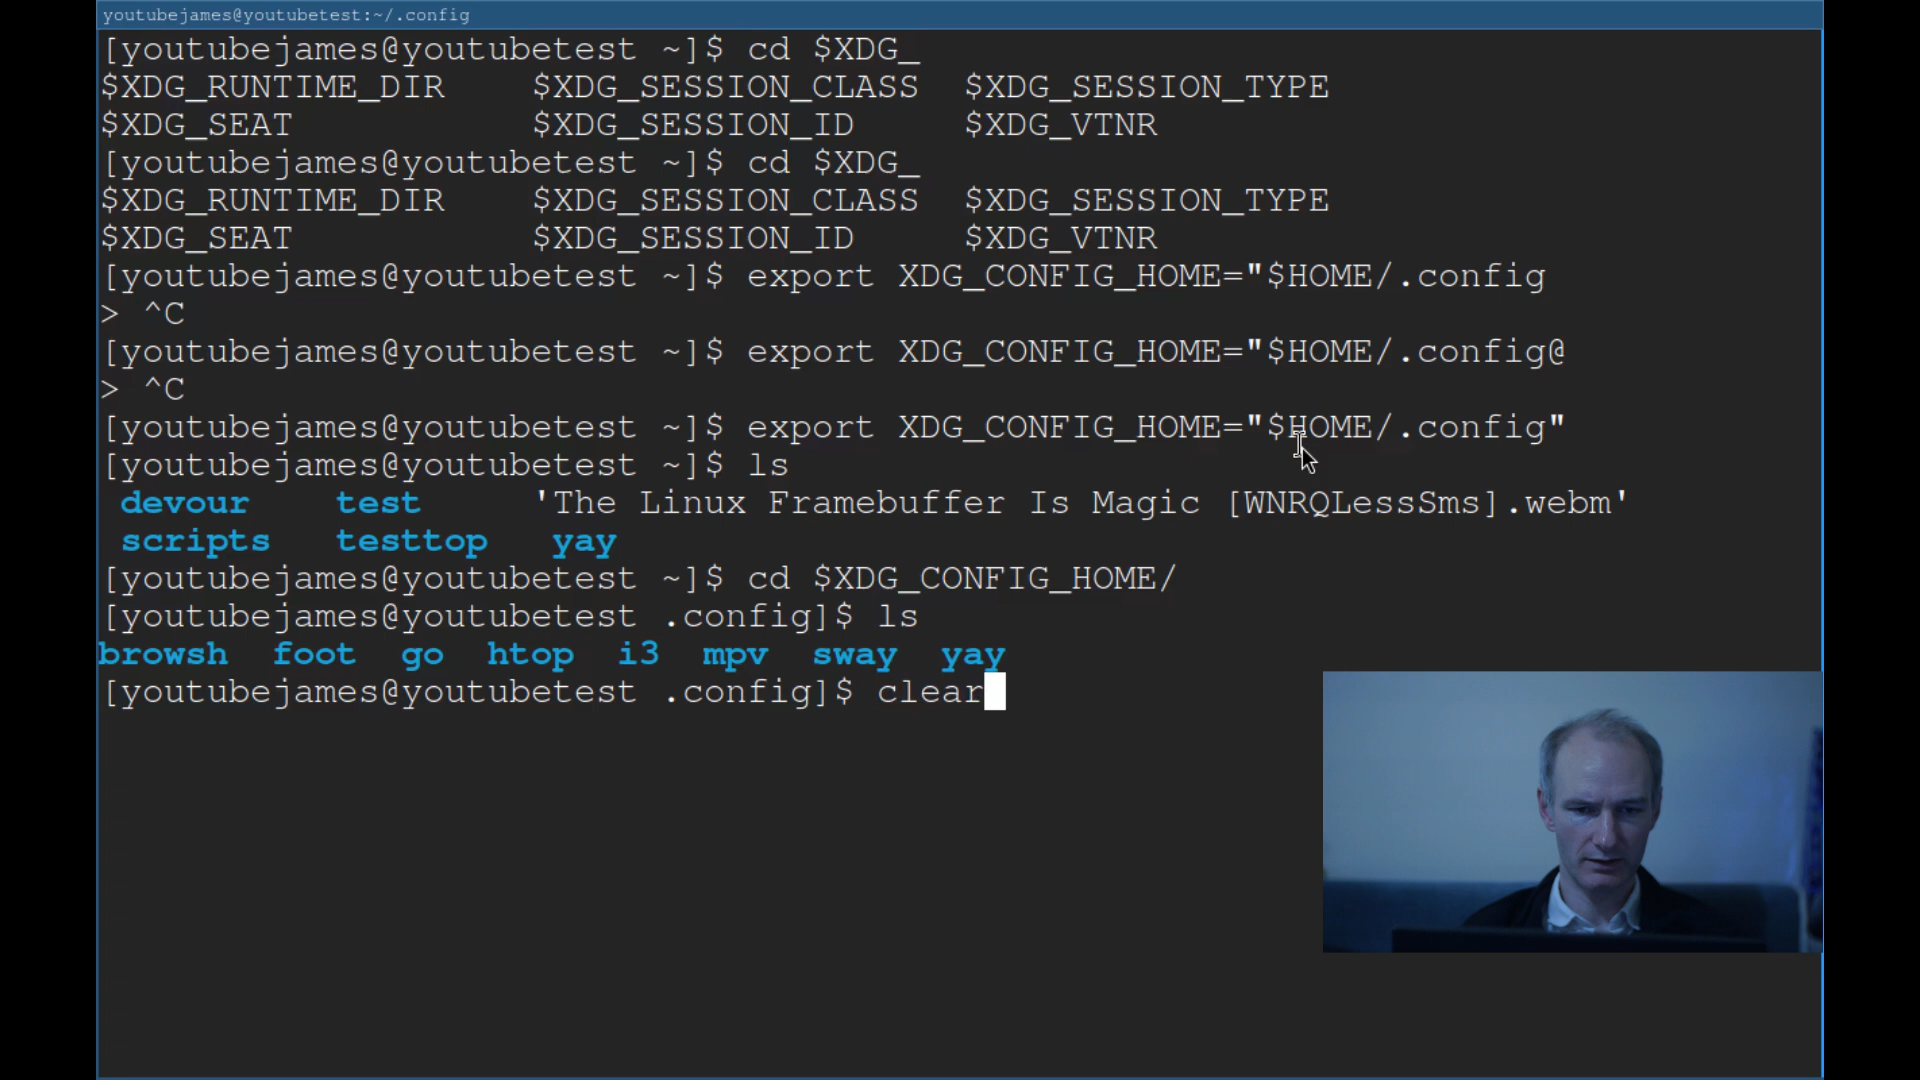 youtubejames@youtubetest:~/.config
[youtubejames@youtubetest ~]$ cd $XDG_
$XDG_RUNTIME_DIR    $XDG_SESSION_CLASS  $XDG_SESSION_TYPE
$XDG_SEAT           $XDG_SESSION_ID     $XDG_VTNR
[youtubejames@youtubetest ~]$ cd $XDG_
$XDG_RUNTIME_DIR    $XDG_SESSION_CLASS  $XDG_SESSION_TYPE
$XDG_SEAT           $XDG_SESSION_ID     $XDG_VTNR
[youtubejames@youtubetest ~]$ export XDG_CONFIG_HOME="$HOME/.config
> ^C
[youtubejames@youtubetest ~]$ export XDG_CONFIG_HOME="$HOME/.config@
> ^C
[youtubejames@youtubetest ~]$ export XDG_CONFIG_HOME="$HOME/.config"
[youtubejames@youtubetest ~]$ ls
devour    test     'The Linux Framebuffer Is Magic [WNRQLessSms].webm'
scripts   testtop   yay
[youtubejames@youtubetest ~]$ cd $XDG_CONFIG_HOME/
[youtubejames@youtubetest .config]$ ls
browsh  foot  go  htop  i3  mpv  sway  yay
[youtubejames@youtubetest .config]$ clear